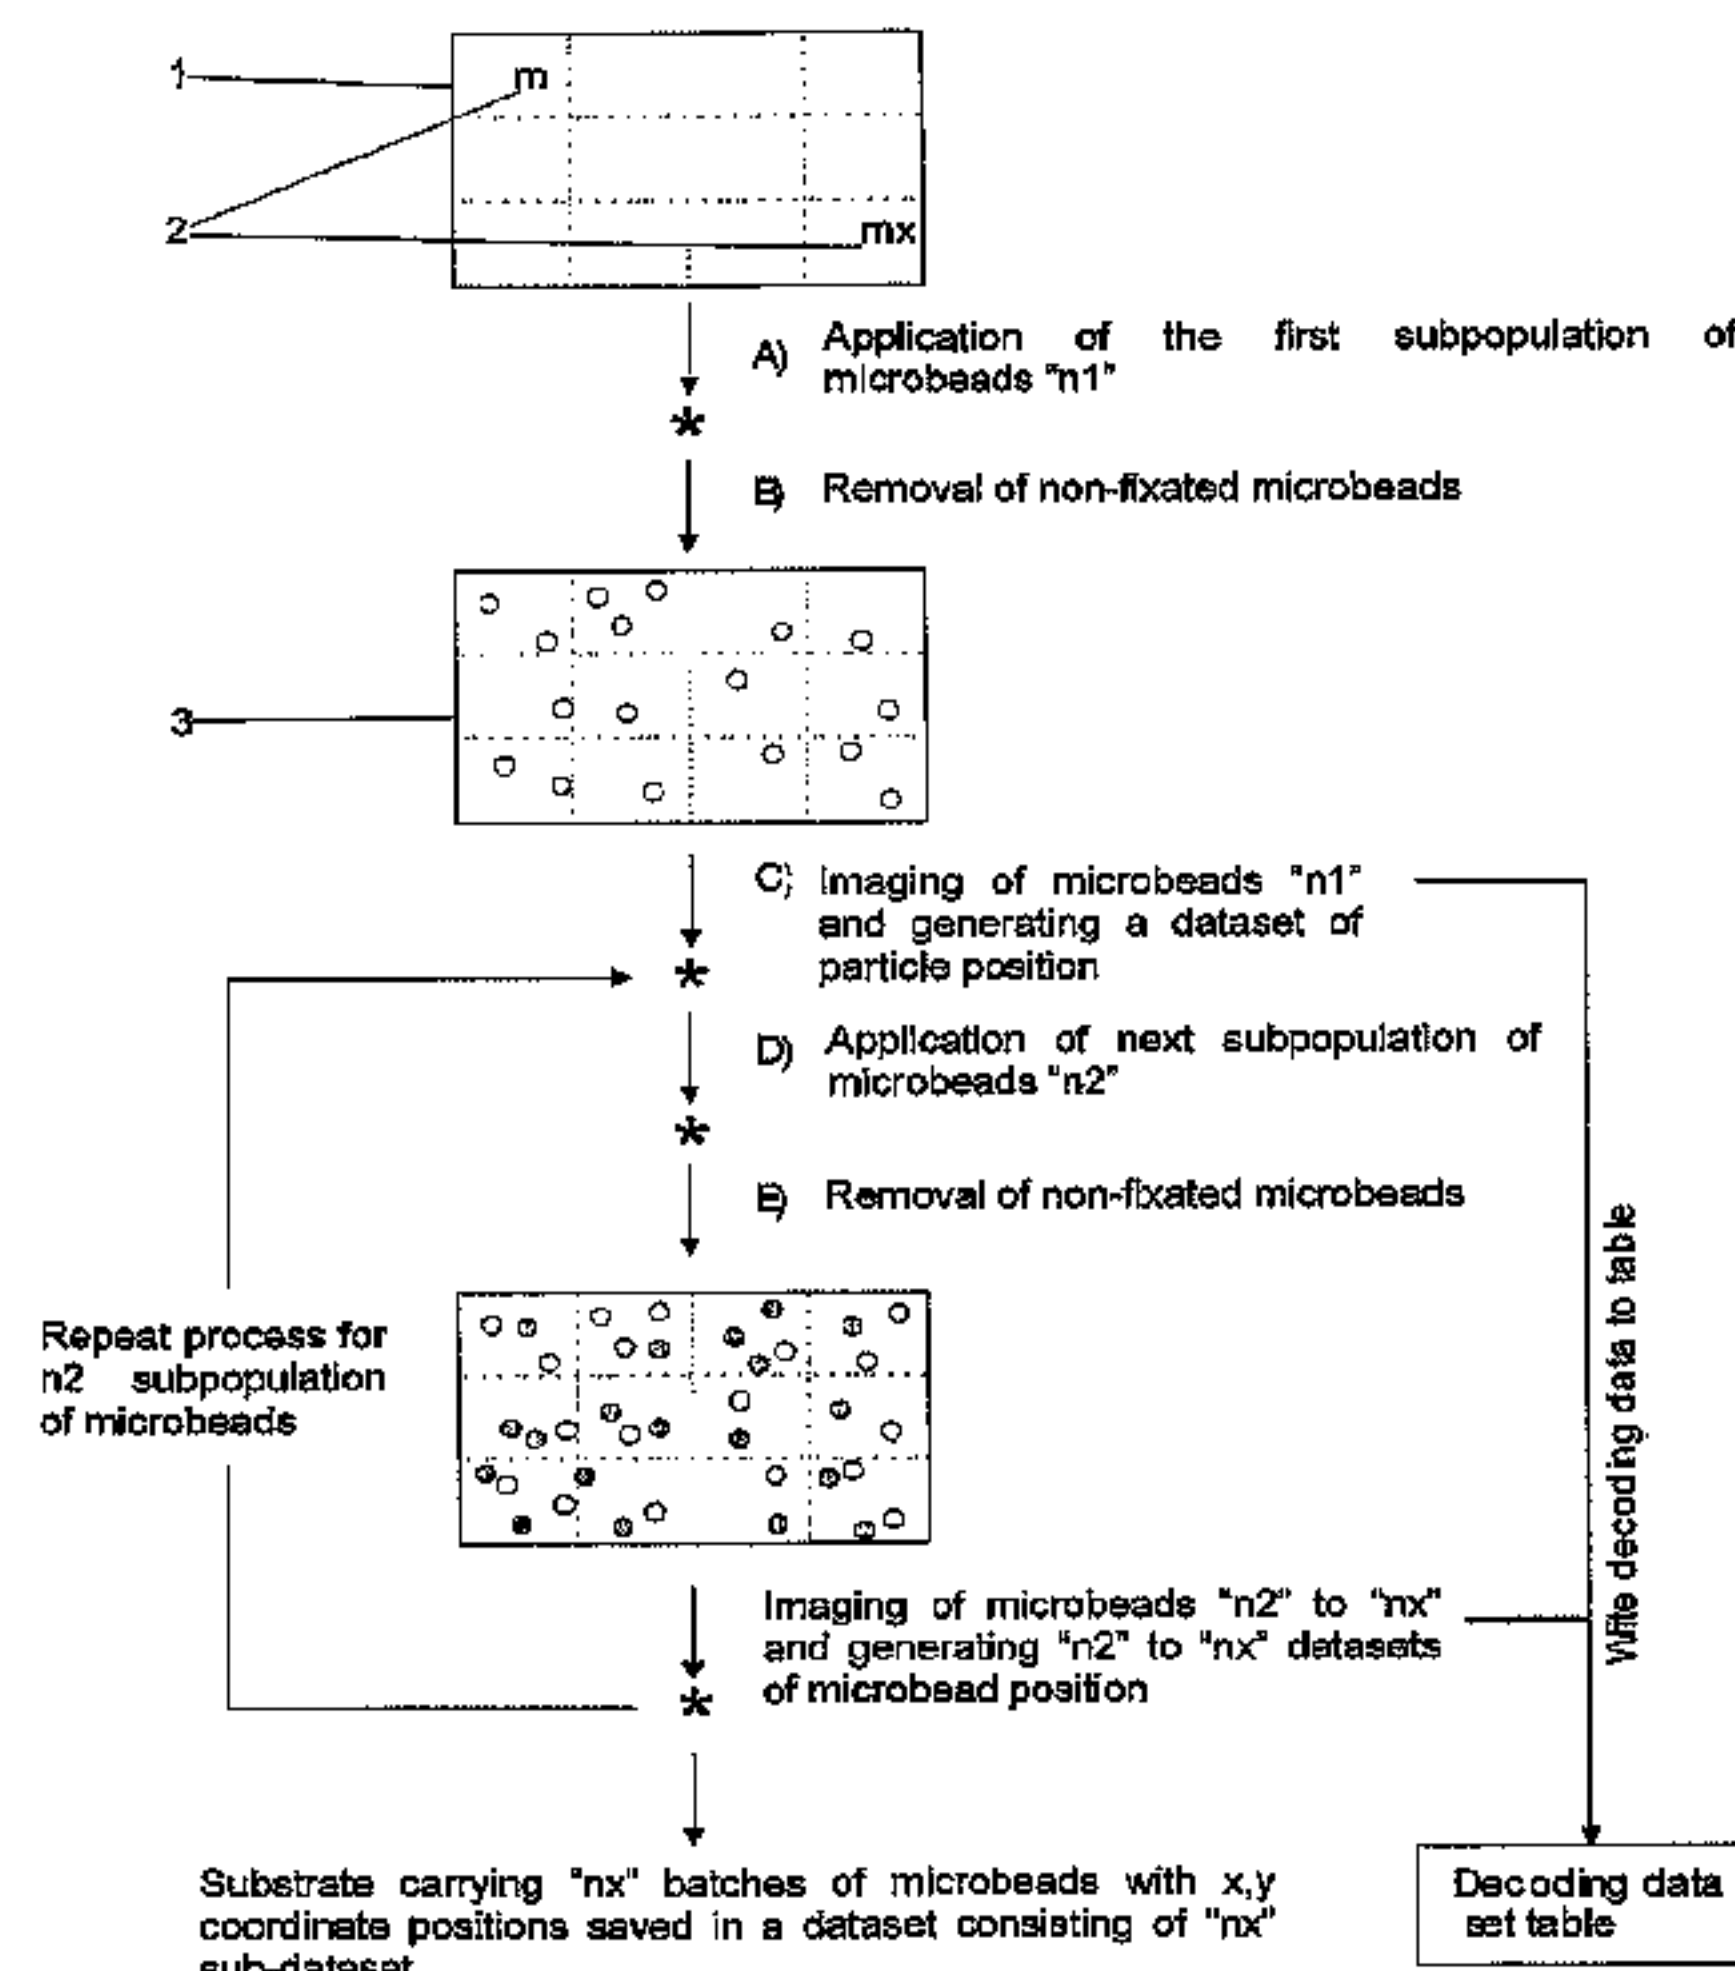 1
m
2
mx
A) Application of the first subpopulation of
microbeads "n1"
*
B) Removal of non-fixated microbeads
3
C) Imaging of microbeads "n1"
and generating a dataset of
particle position
*
D) Application of next subpopulation of
microbeads "n2"
*
E) Removal of non-fixated microbeads
Repeat process for
n2 subpopulation
of microbeads
Write decoding data to table
Imaging of microbeads "n2" to "nx"
and generating "n2" to "nx" datasets
of microbead position
*
Substrate carrying "nx" batches of microbeads with x,y
coordinate positions saved in a dataset consisting of "nx"
sub-dataset
Decoding data
set table